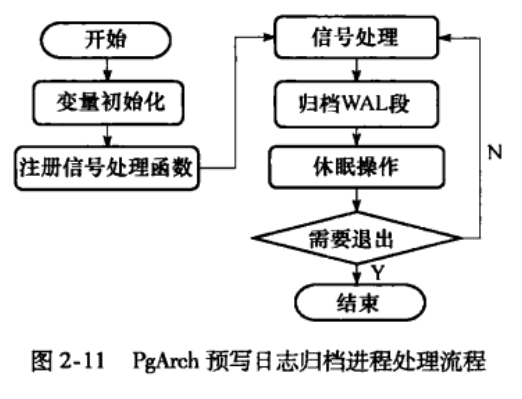 开始
变量初始化
注册信号处理函数
信号处理
归档WAL段
休眠操作
需要退出
N
Y
结束
图 2-11 PgArch 预写日志归档进程处理流程